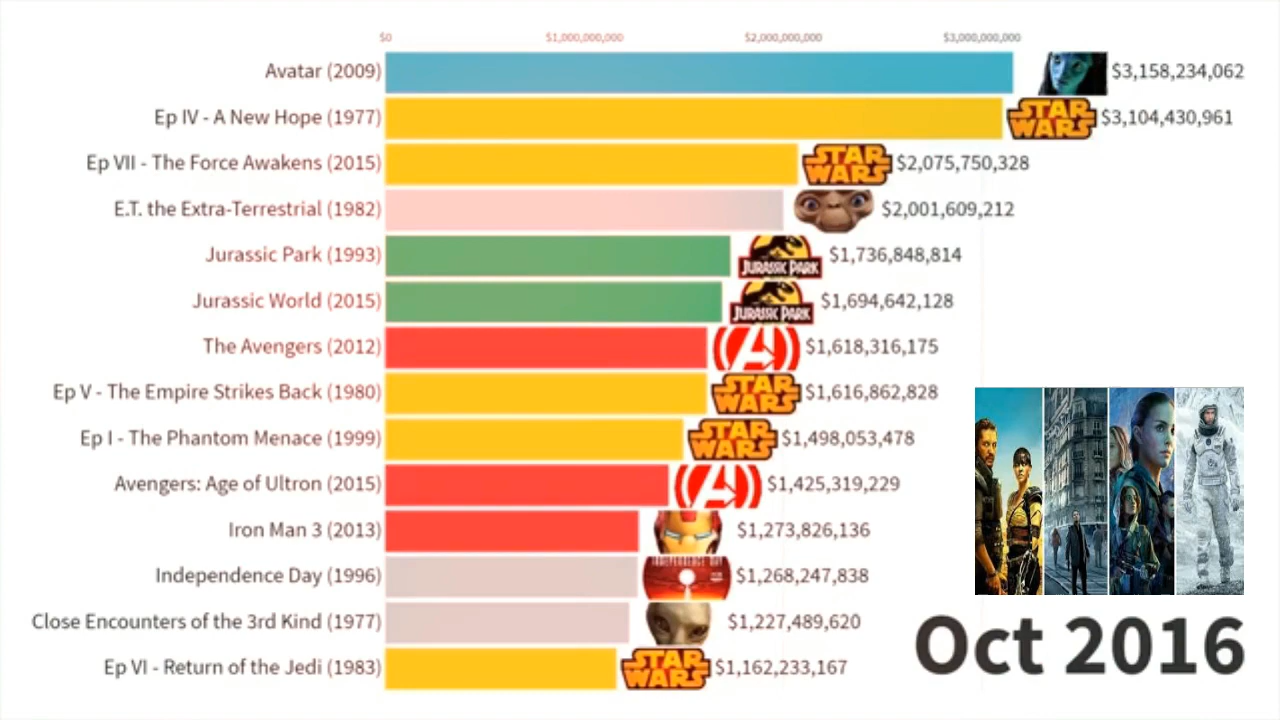 $0 $1,000,000,000 $2,000,000,000 $3,000,000,000
Avatar (2009) $3,158,234,062
Ep IV - A New Hope (1977) STAR WARS $3,104,430,961
Ep VII - The Force Awakens (2015) STAR WARS $2,075,750,328
E.T. the Extra-Terrestrial (1982) $2,001,609,212
Jurassic Park (1993) JURASSIC PARK $1,736,848,814
Jurassic World (2015) JURASSIC PARK $1,694,642,128
The Avengers (2012) A $1,618,316,175
Ep V - The Empire Strikes Back (1980) STAR WARS $1,616,862,828
Ep I - The Phantom Menace (1999) STAR WARS $1,498,053,478
Avengers: Age of Ultron (2015) A $1,425,319,229
Iron Man 3 (2013) $1,273,826,136
Independence Day (1996) INDEPENDENCE DAY $1,268,247,838
Close Encounters of the 3rd Kind (1977) $1,227,489,620
Ep VI - Return of the Jedi (1983) STAR WARS $1,162,233,167
Oct 2016